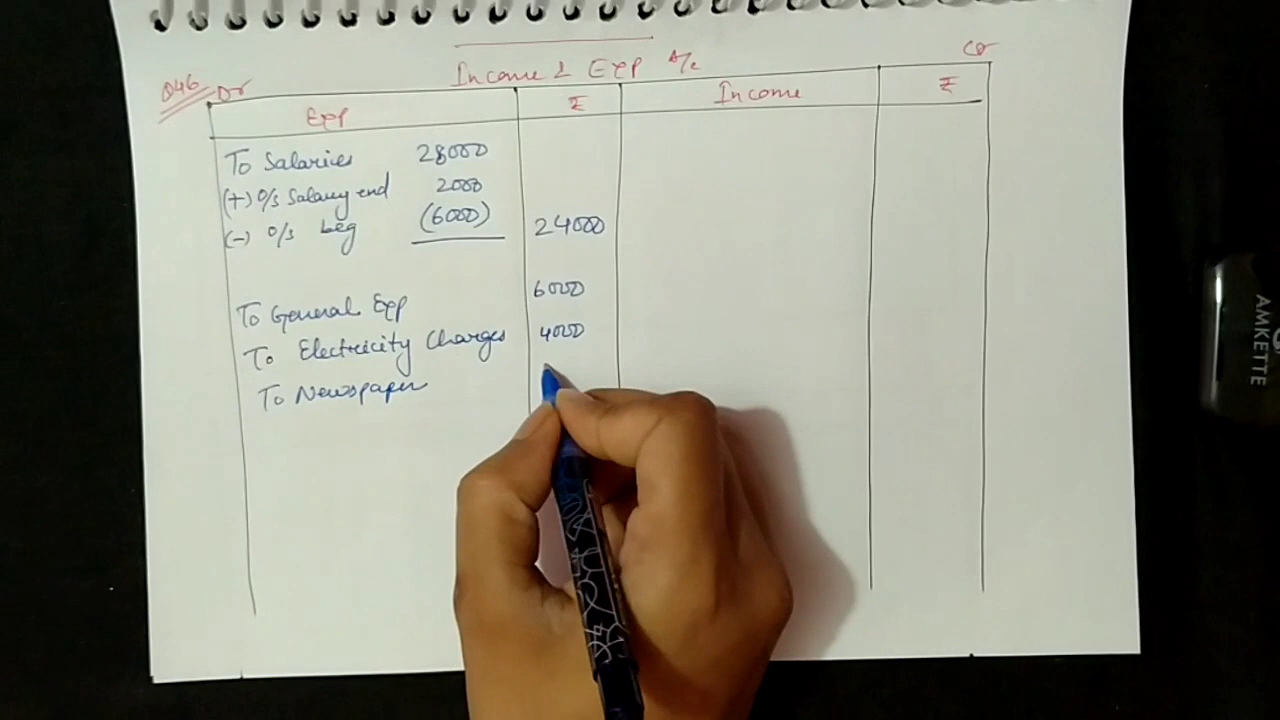 Income & Exp A/c
Q46 Dr Cr
Exp ₹ Income ₹
To Salaries 28000
(+) O/s Salary end 2000
(-) O/s beg (6000) 24000
To General Exp 6000
To Electricity Charges 4000
To Newspaper
AMKETTE